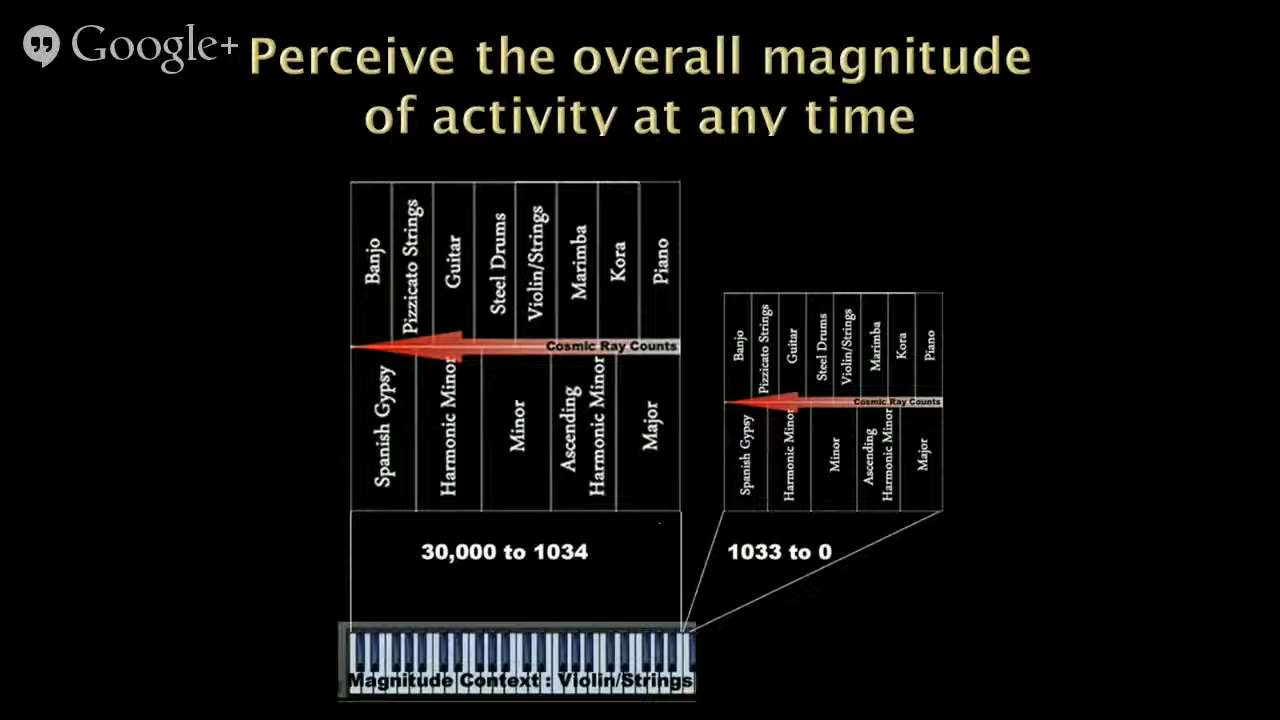 Google+
Perceive the overall magnitude
of activity at any time
Banjo
Pizzicato Strings
Guitar
Steel Drums
Violin/Strings
Marimba
Kora
Piano
Cosmic Ray Counts
Spanish Gypsy
Harmonic Minor
Minor
Ascending
Harmonic Minor
Major
30,000 to 1034
Banjo
Pizzicato Strings
Guitar
Steel Drums
Violin/Strings
Marimba
Kora
Piano
Cosmic Ray Counts
Spanish Gypsy
Harmonic Minor
Minor
Ascending
Harmonic Minor
Major
1033 to 0
Magnitude Context : Violin/Strings